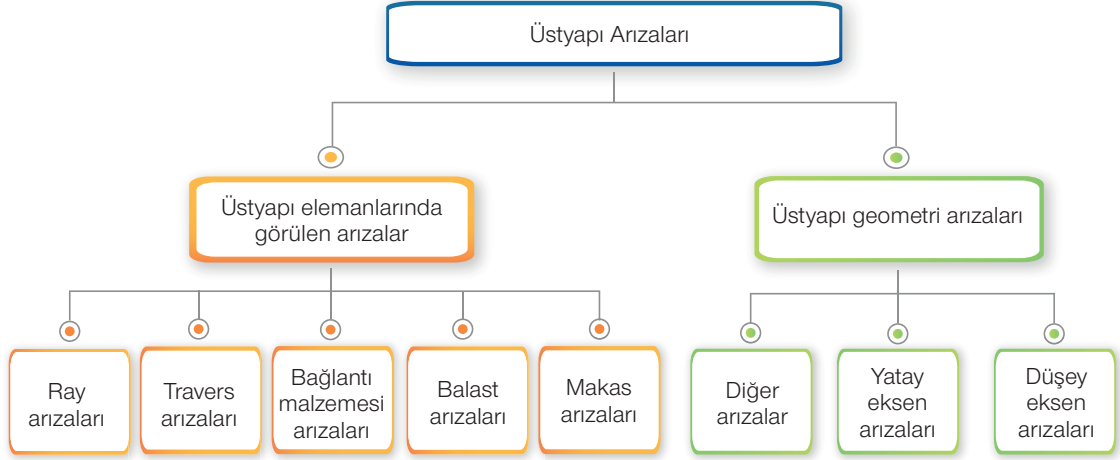 Üstyapı Arızaları
Üstyapı elemanlarında
görülen arızalar
Üstyapı geometri arızaları
Ray
arızaları
Travers
arızaları
Bağlantı
malzemesi
arızaları
Balast
arızaları
Makas
arızaları
Diğer
arızalar
Yatay
eksen
arızaları
Düşey
eksen
arızaları